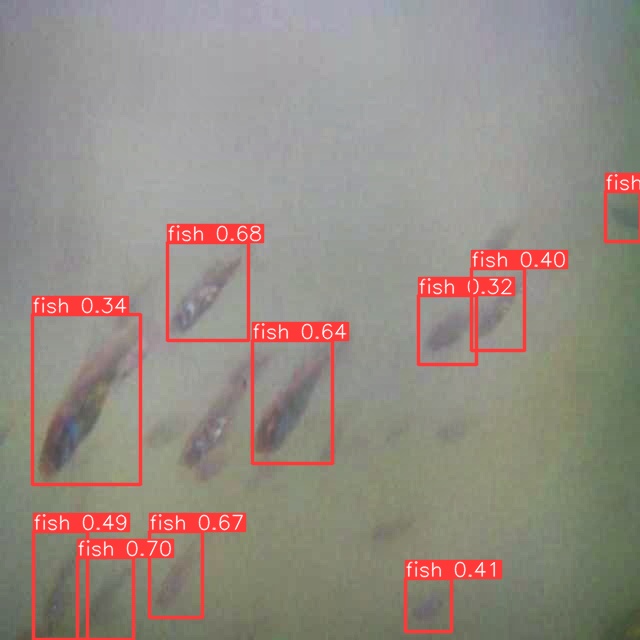 fish
fish 0.68
fish 0.40
fish 0.32
fish 0.34
fish 0.64
fish 0.49
fish 0.67
fish 0.70
fish 0.41